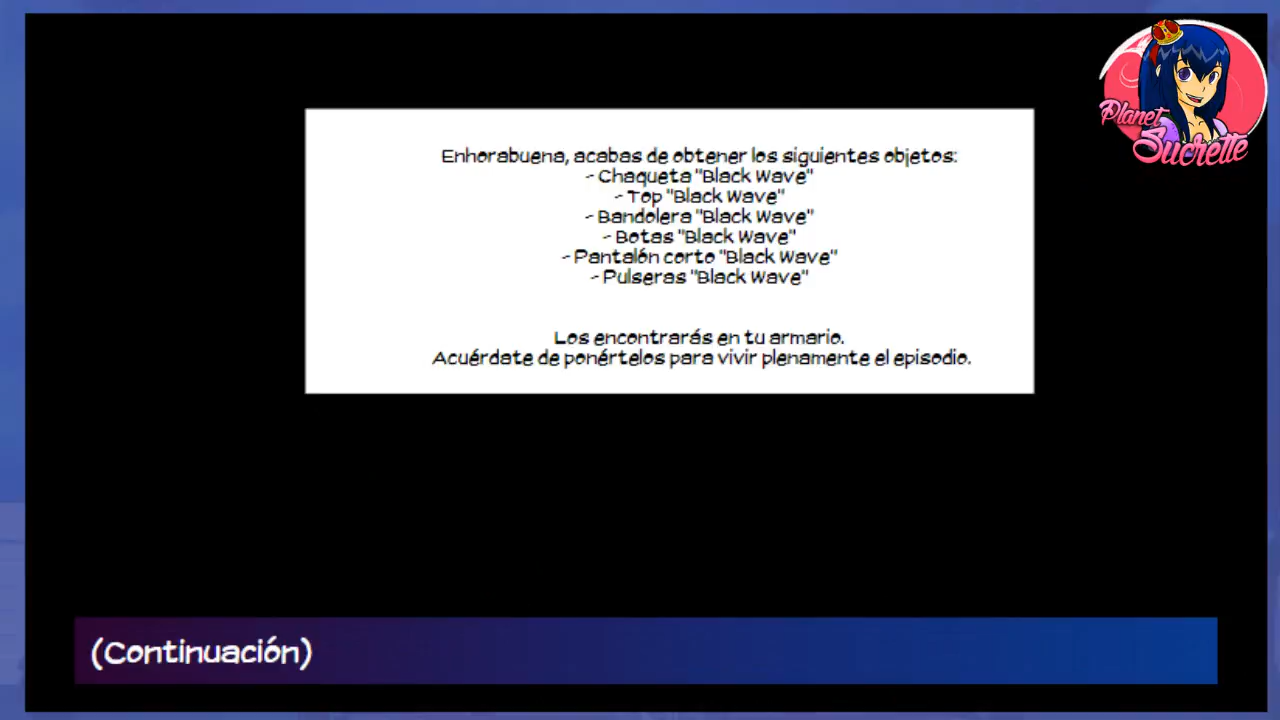 Planet
Sucrette
Enhorabuena, acabas de obtener los siguientes objetos:
- Chaqueta "Black Wave"
- Top "Black Wave"
- Bandolera "Black Wave"
- Botas "Black Wave"
- Pantalón corto "Black Wave"
- Pulseras "Black Wave"
Los encontrarás en tu armario.
Acuérdate de ponértelos para vivir plenamente el episodio.
(Continuación)